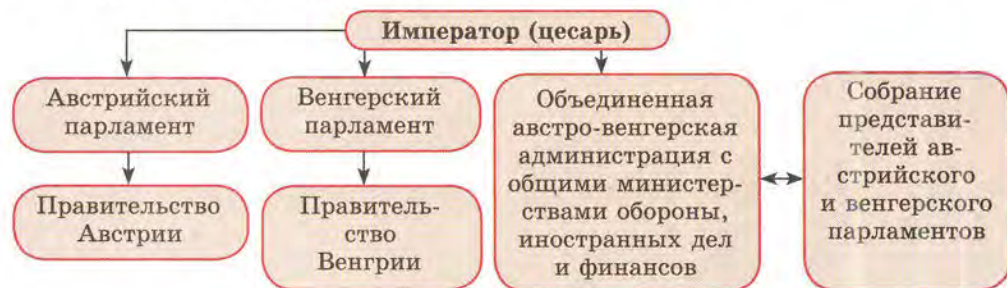 Император (цесарь)
Австрийский
парламент
Венгерский
парламент
Объединенная
австро-венгерская
администрация с
общими министер-
ствами обороны,
иностранных дел
и финансов
Собрание
представи-
телей ав-
стрийского
и венгерского
парламентов
Правительство
Австрии
Правитель-
ство
Венгрии